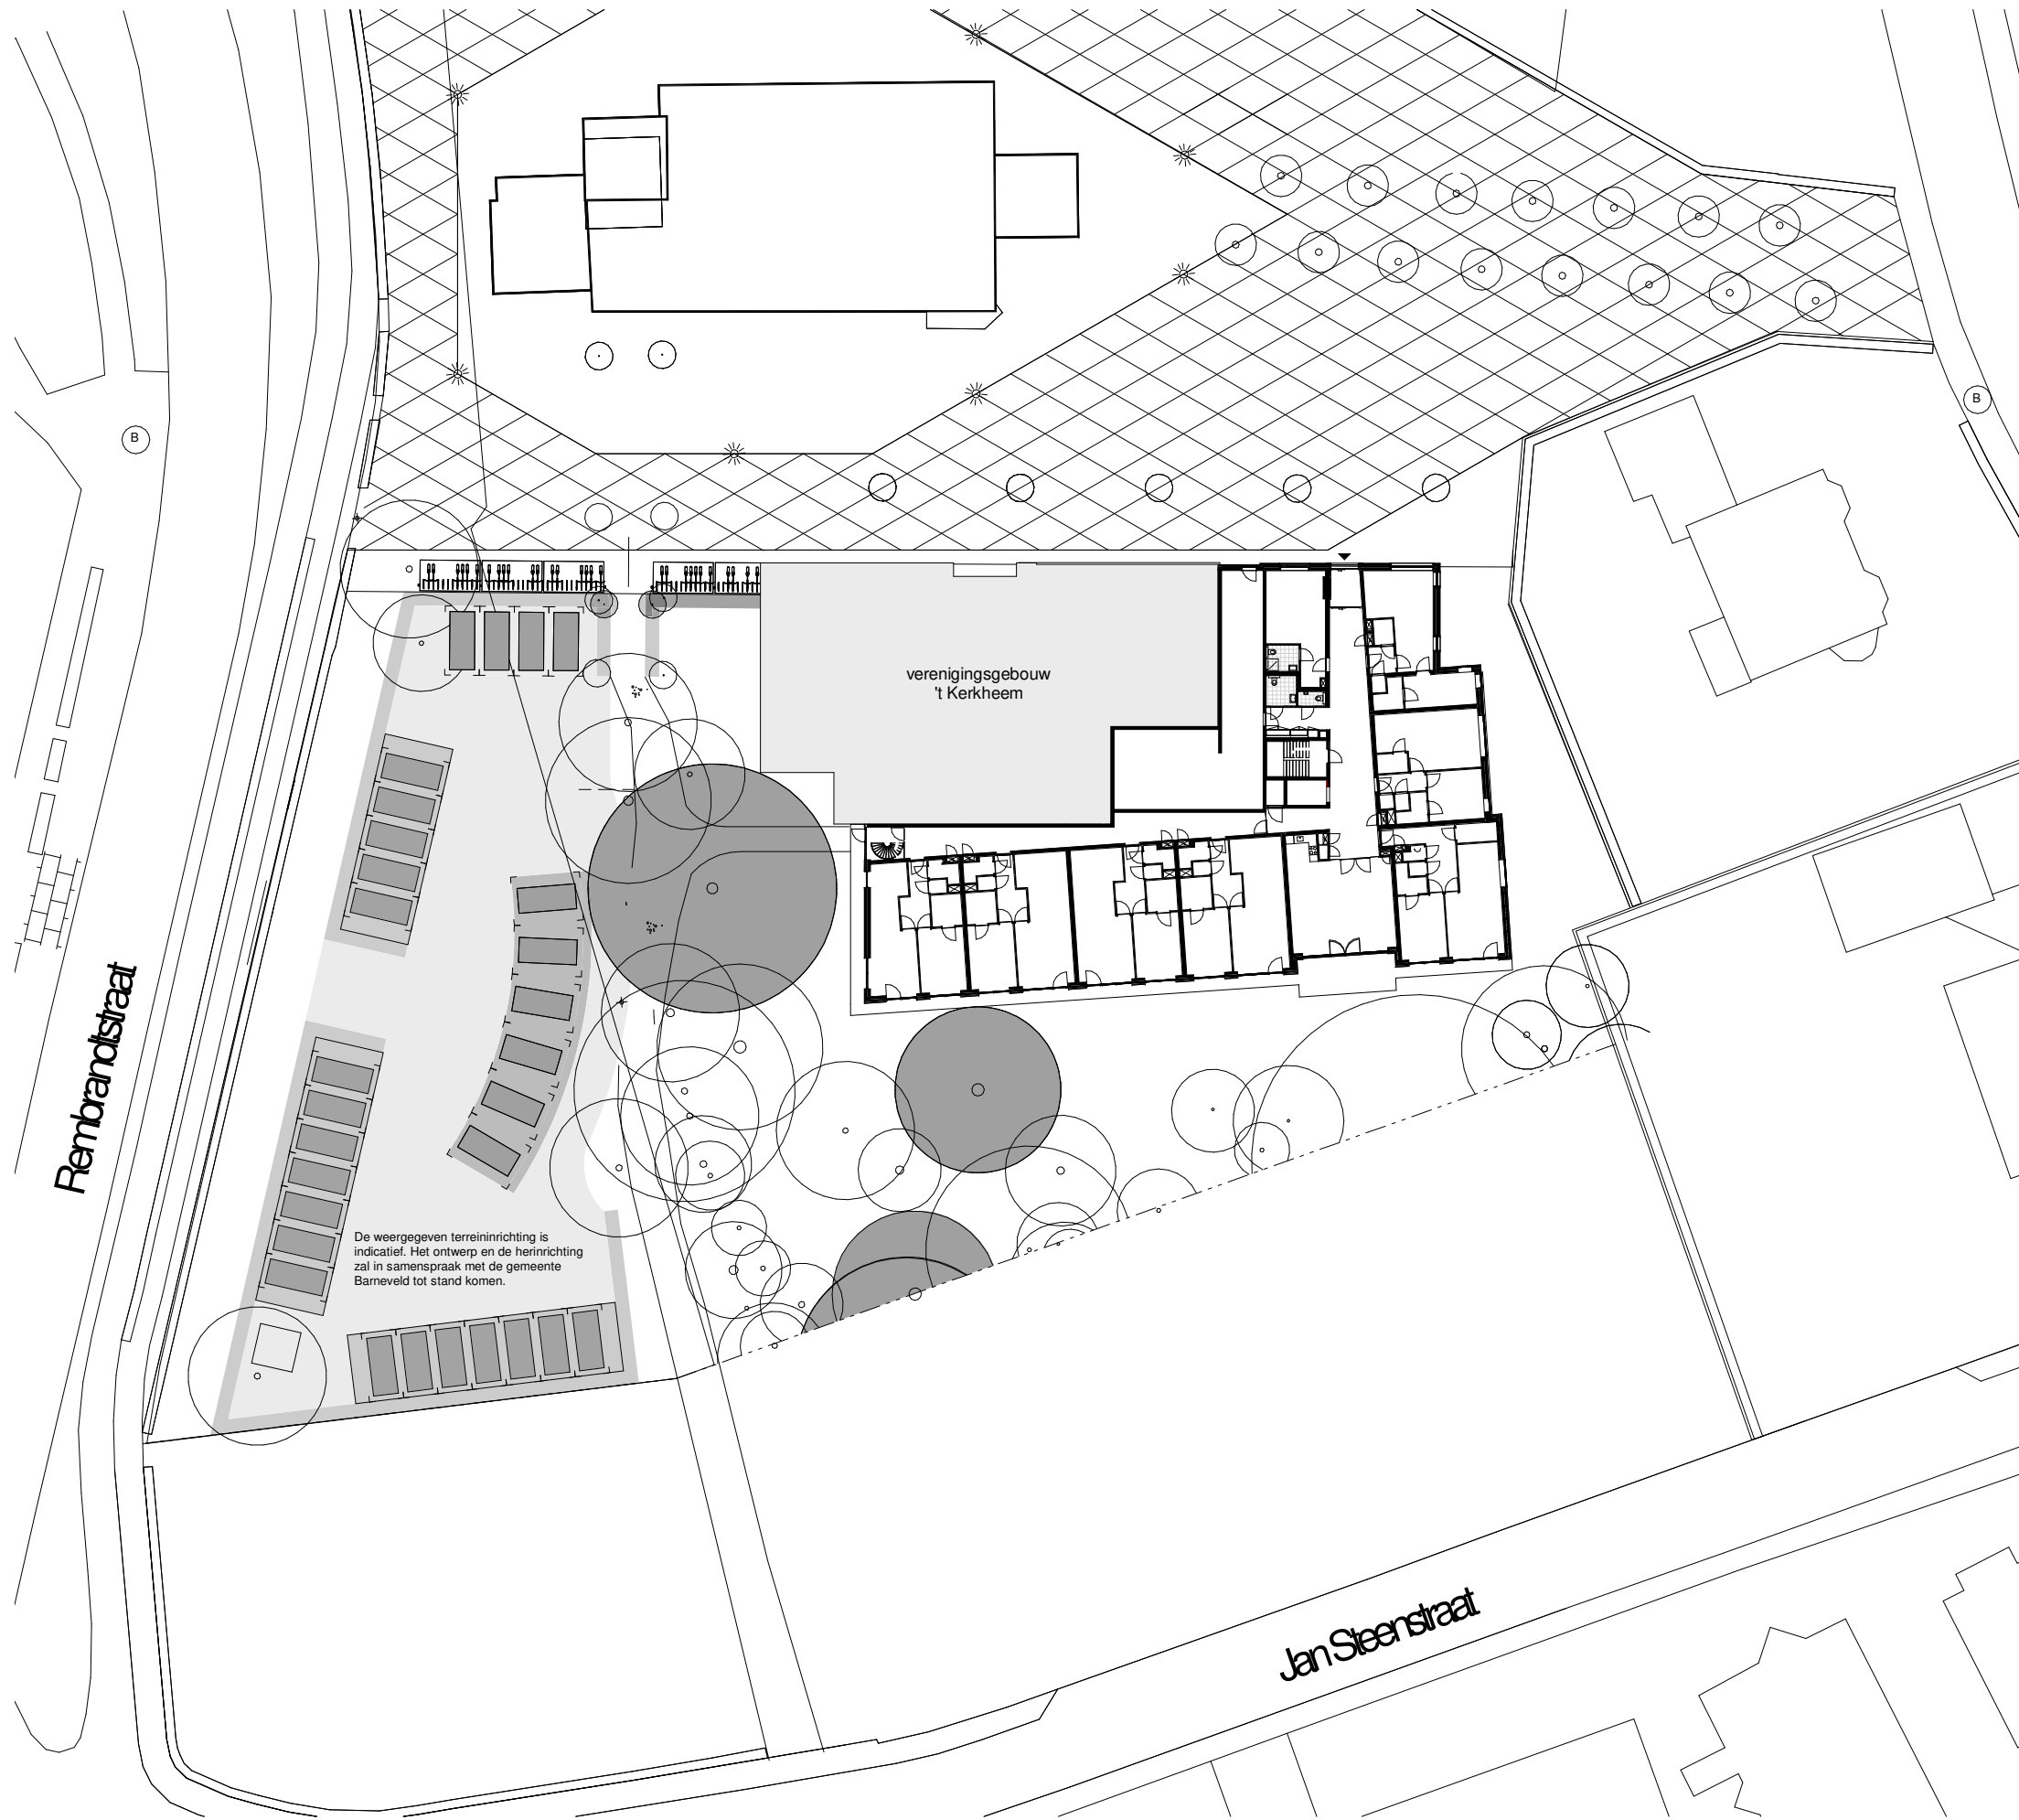 B
B
verenigingsgebouw
't Kerkheem
Rembrandtstraat
De weergegeven terreininrichting is
indicatief. Het ontwerp en de herinrichting
zal in samenspraak met de gemeente
Barneveld tot stand komen.
Jan Steenstraat